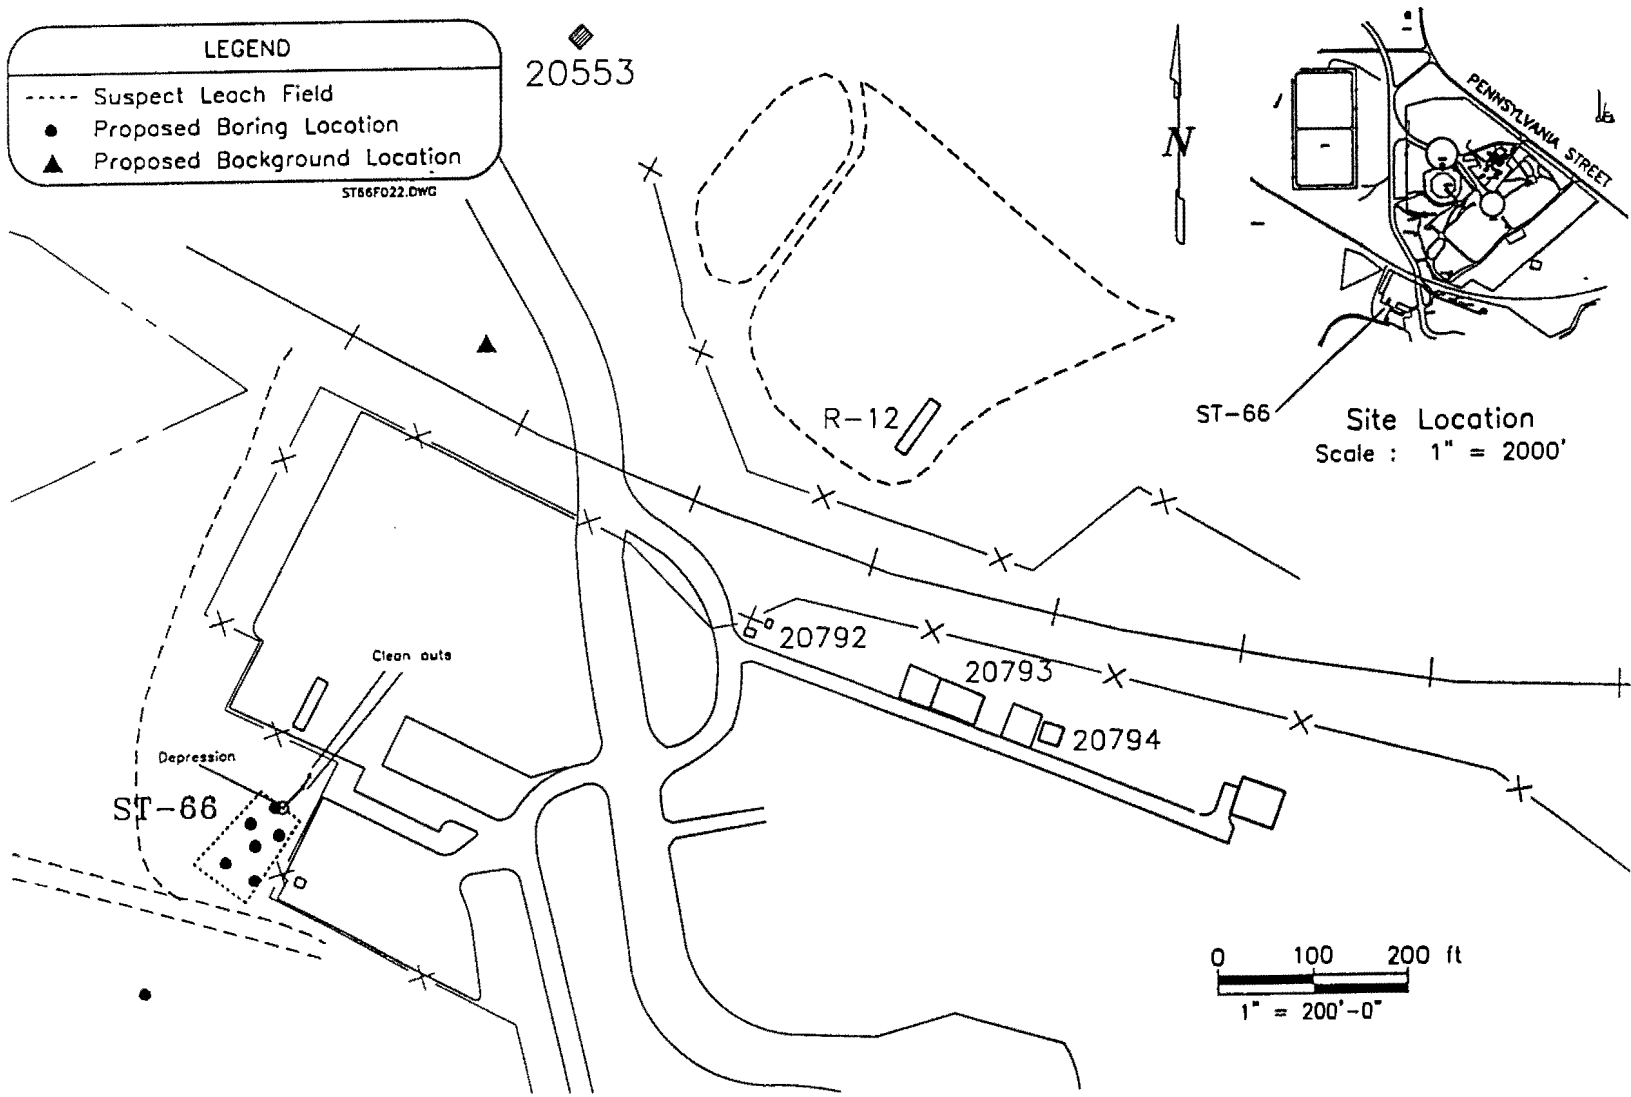 LEGEND
Suspect Leach Field
Proposed Boring Location
Proposed Background Location
ST66F022.DWG
20553
N
PENNSYLVANIA STREET
R-12
ST-66
Site Location
Scale : 1" = 2000'
20792
20793
20794
Clean outs
Depression
ST-66
0 100 200 ft
1" = 200'-0"